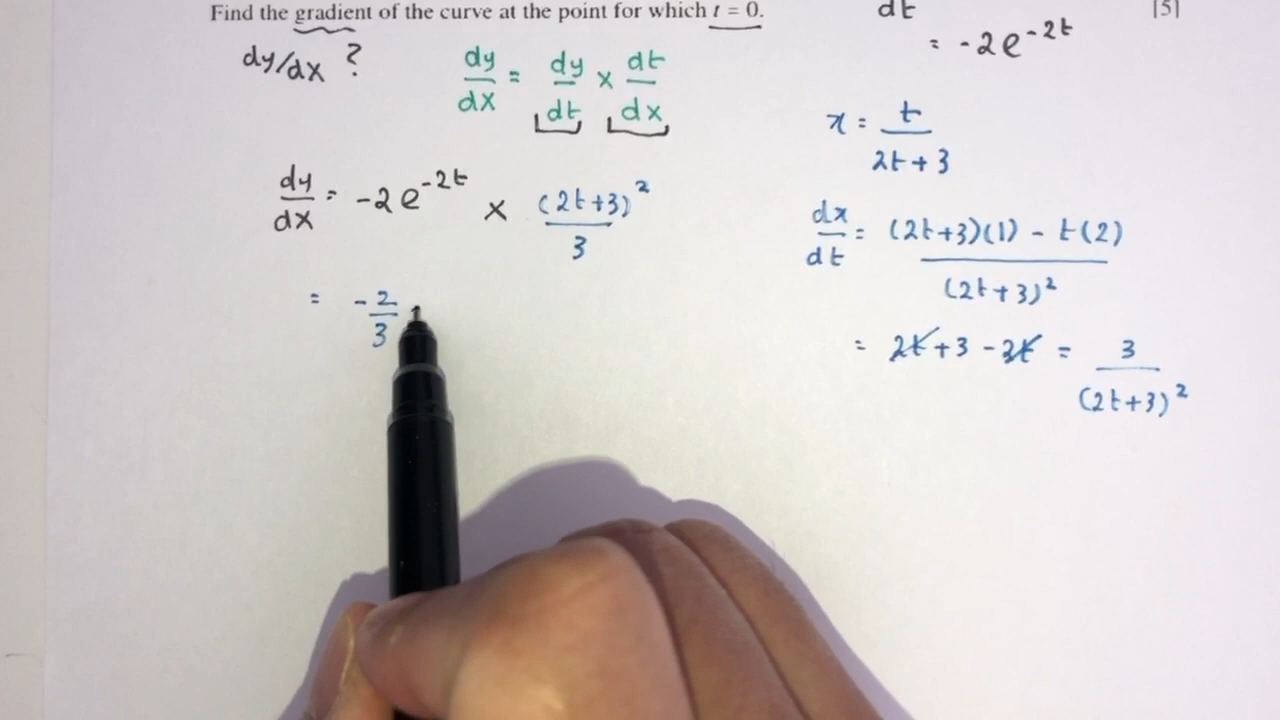 Find the gradient of the curve at the point for which t = 0.
[5]
dt
= -2e^-2t
dy/dx ?
dy/dx = dy/dt × dt/dx
x = t/2t+3
dy/dx = -2e^-2t × (2t+3)^2/3
dx/dt = (2t+3)(1) - t(2)/(2t+3)^2
= -2/3
= 2t+3-2t = 3/(2t+3)^2